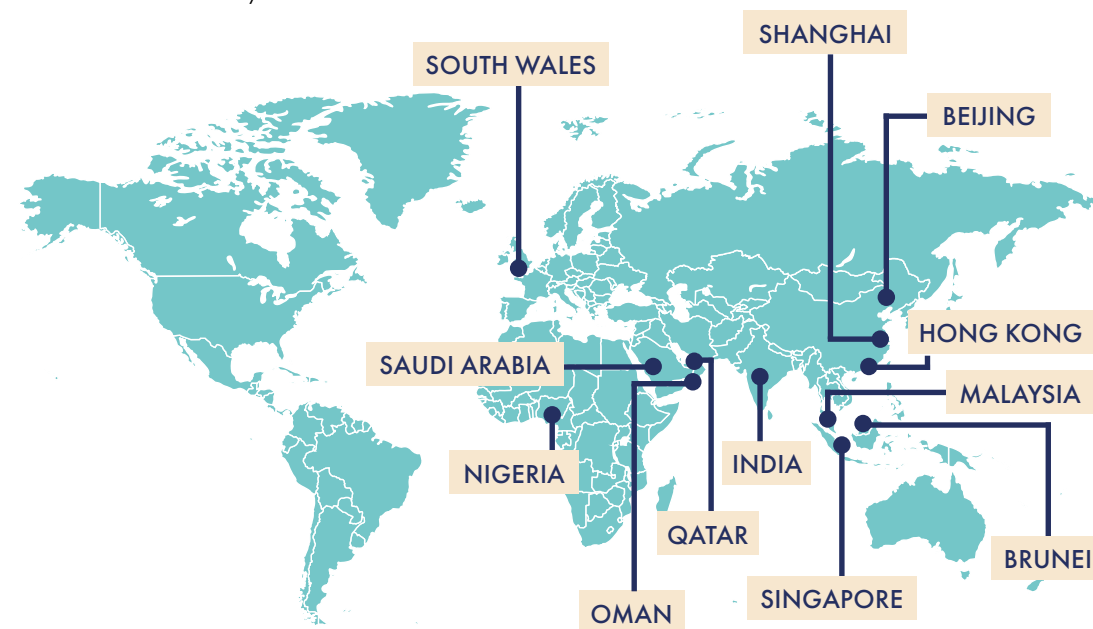 SHANGHAI
SOUTH WALES
BEIJING
HONG KONG
SAUDI ARABIA
MALAYSIA
INDIA
NIGERIA
QATAR
BRUNEI
SINGAPORE
OMAN